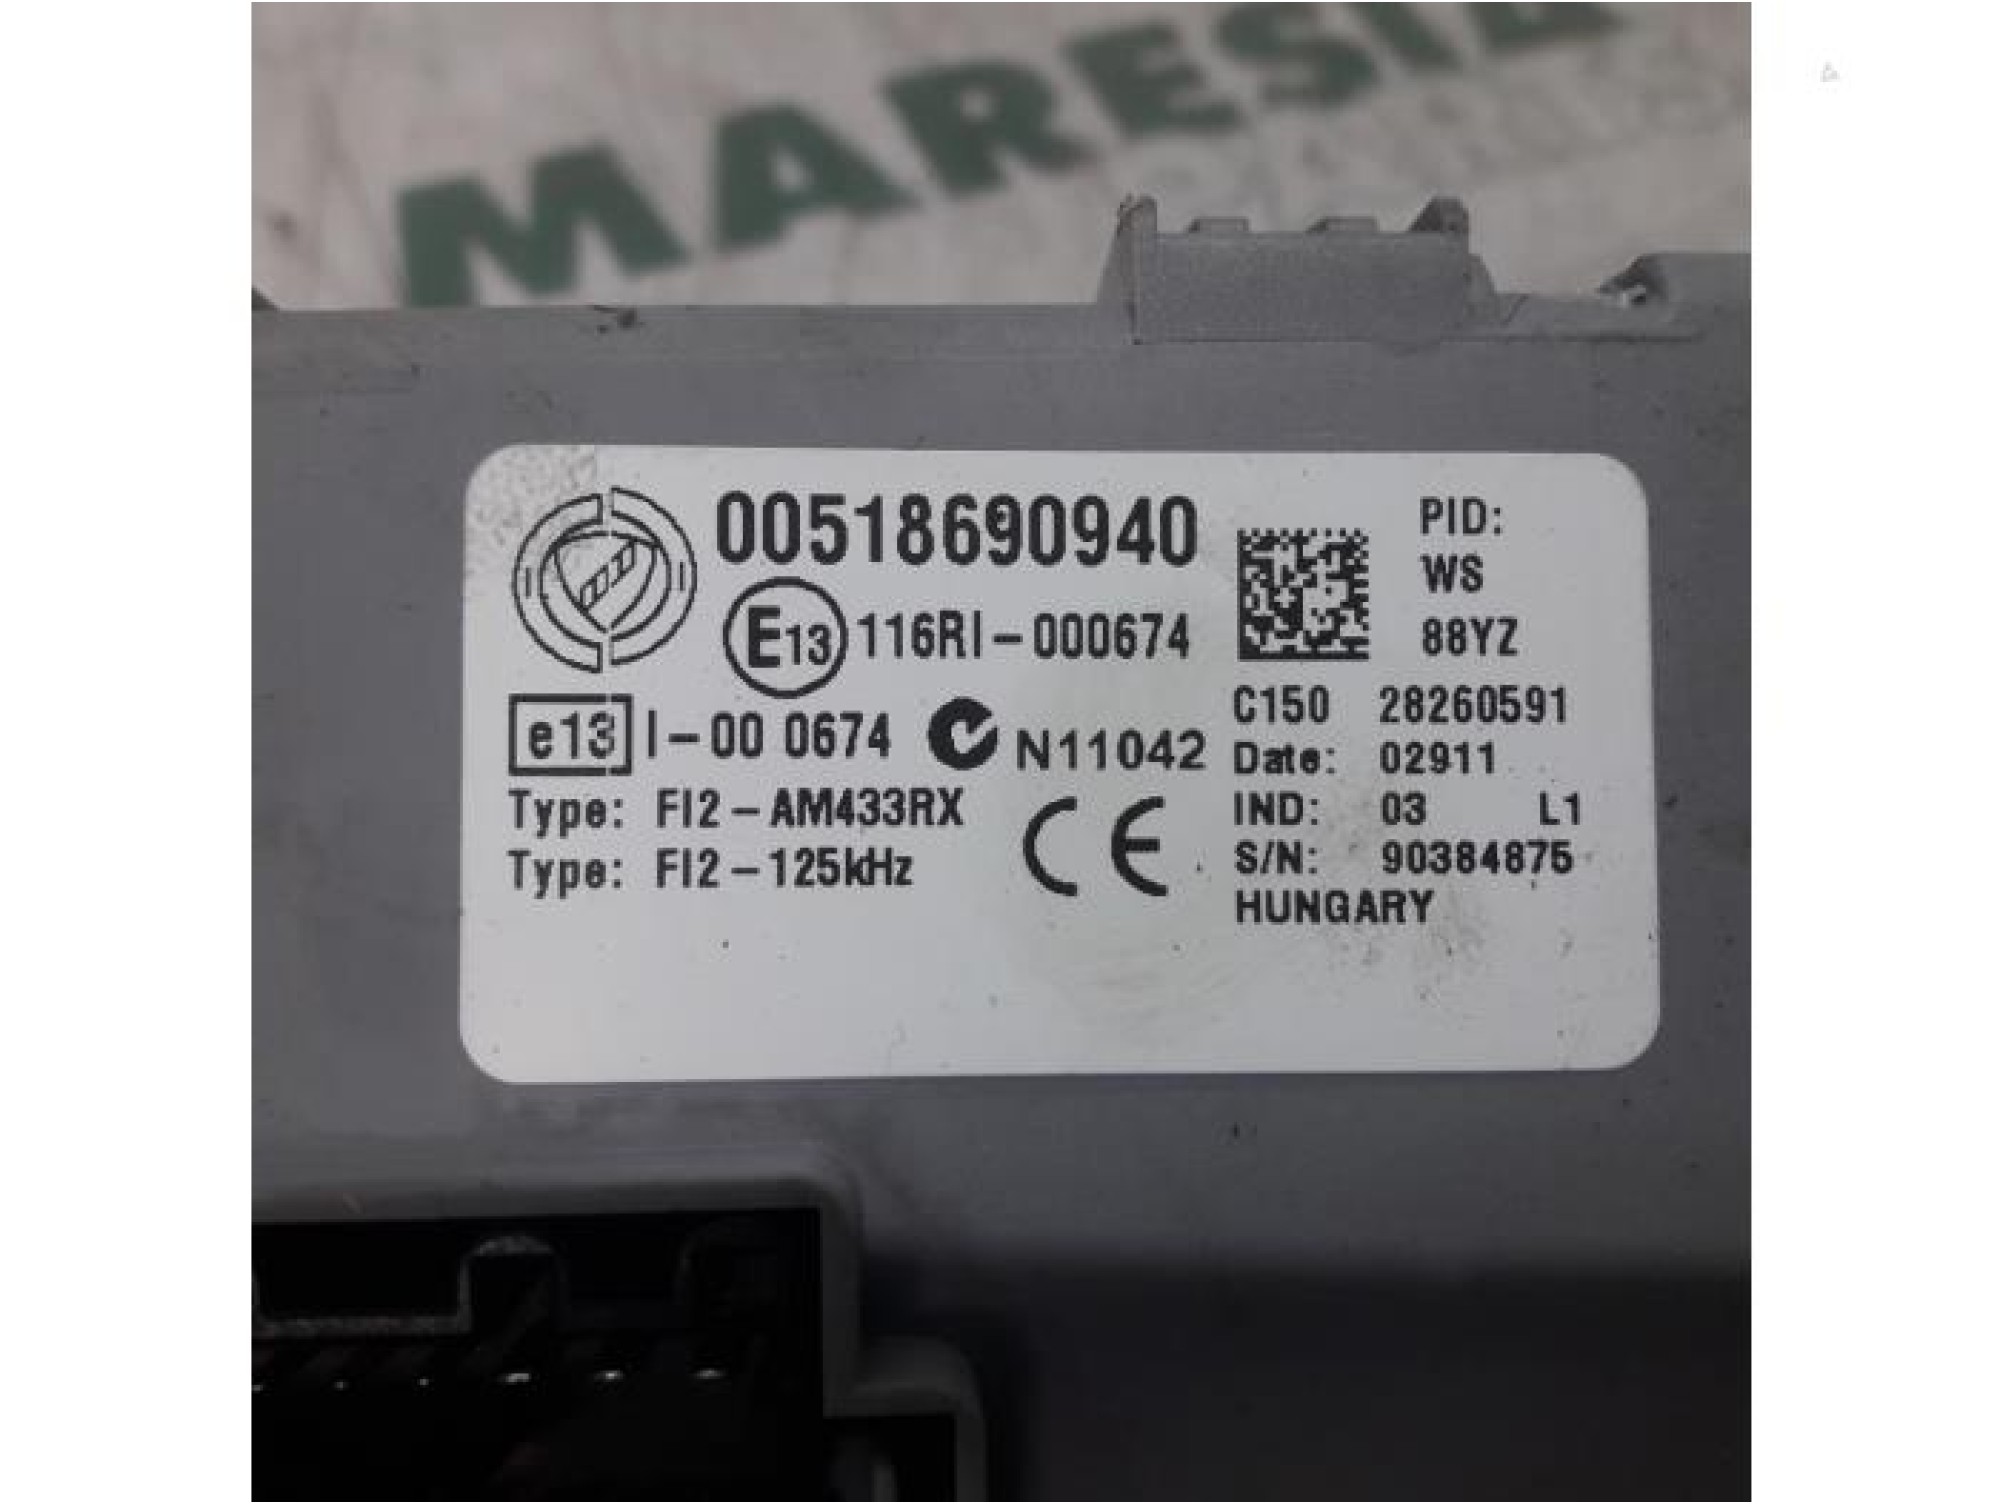 MARESIA
00518690940
E13 116RI-000674
e13 I-00 0674 N11042
Type: FI2-AM433RX
Type: FI2-125kHz
CE
PID:
WS
88YZ
C150 28260591
Date: 02911
IND: 03 L1
S/N: 90384875
HUNGARY